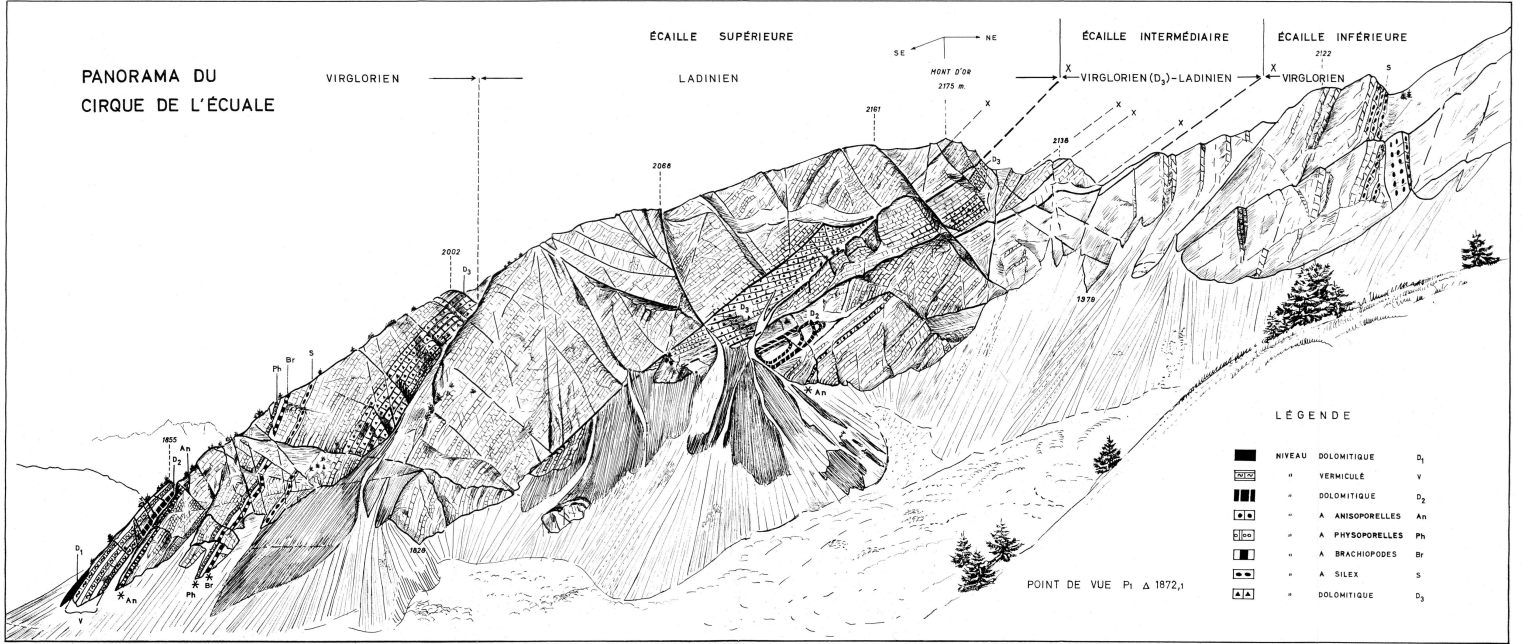 PANORAMA DU
CIRQUE DE L'ÉCUALE
ÉCAILLE SUPÉRIEURE
ÉCAILLE INTERMÉDIAIRE
ÉCAILLE INFÉRIEURE
SE
NE
VIRGLORIEN
LADINIEN
MONT D'OR
2175 m.
X
VIRGLORIEN (D3)-LADINIEN
X
VIRGLORIEN
2122
S
X
X
X
X
2161
2138
D3
2068
2002
D3
D3
D2
An
1979
Ph
Br
S
1855
D2
An
1828
D1
V
An
Ph
Br
POINT DE VUE P1 Δ 1872,1
LÉGENDE
NIVEAU DOLOMITIQUE D1
" VERMICULÉ V
" DOLOMITIQUE D2
" A ANISOPORELLES An
" A PHYSOPORELLES Ph
" A BRACHIOPODES Br
" A SILEX S
" DOLOMITIQUE D3